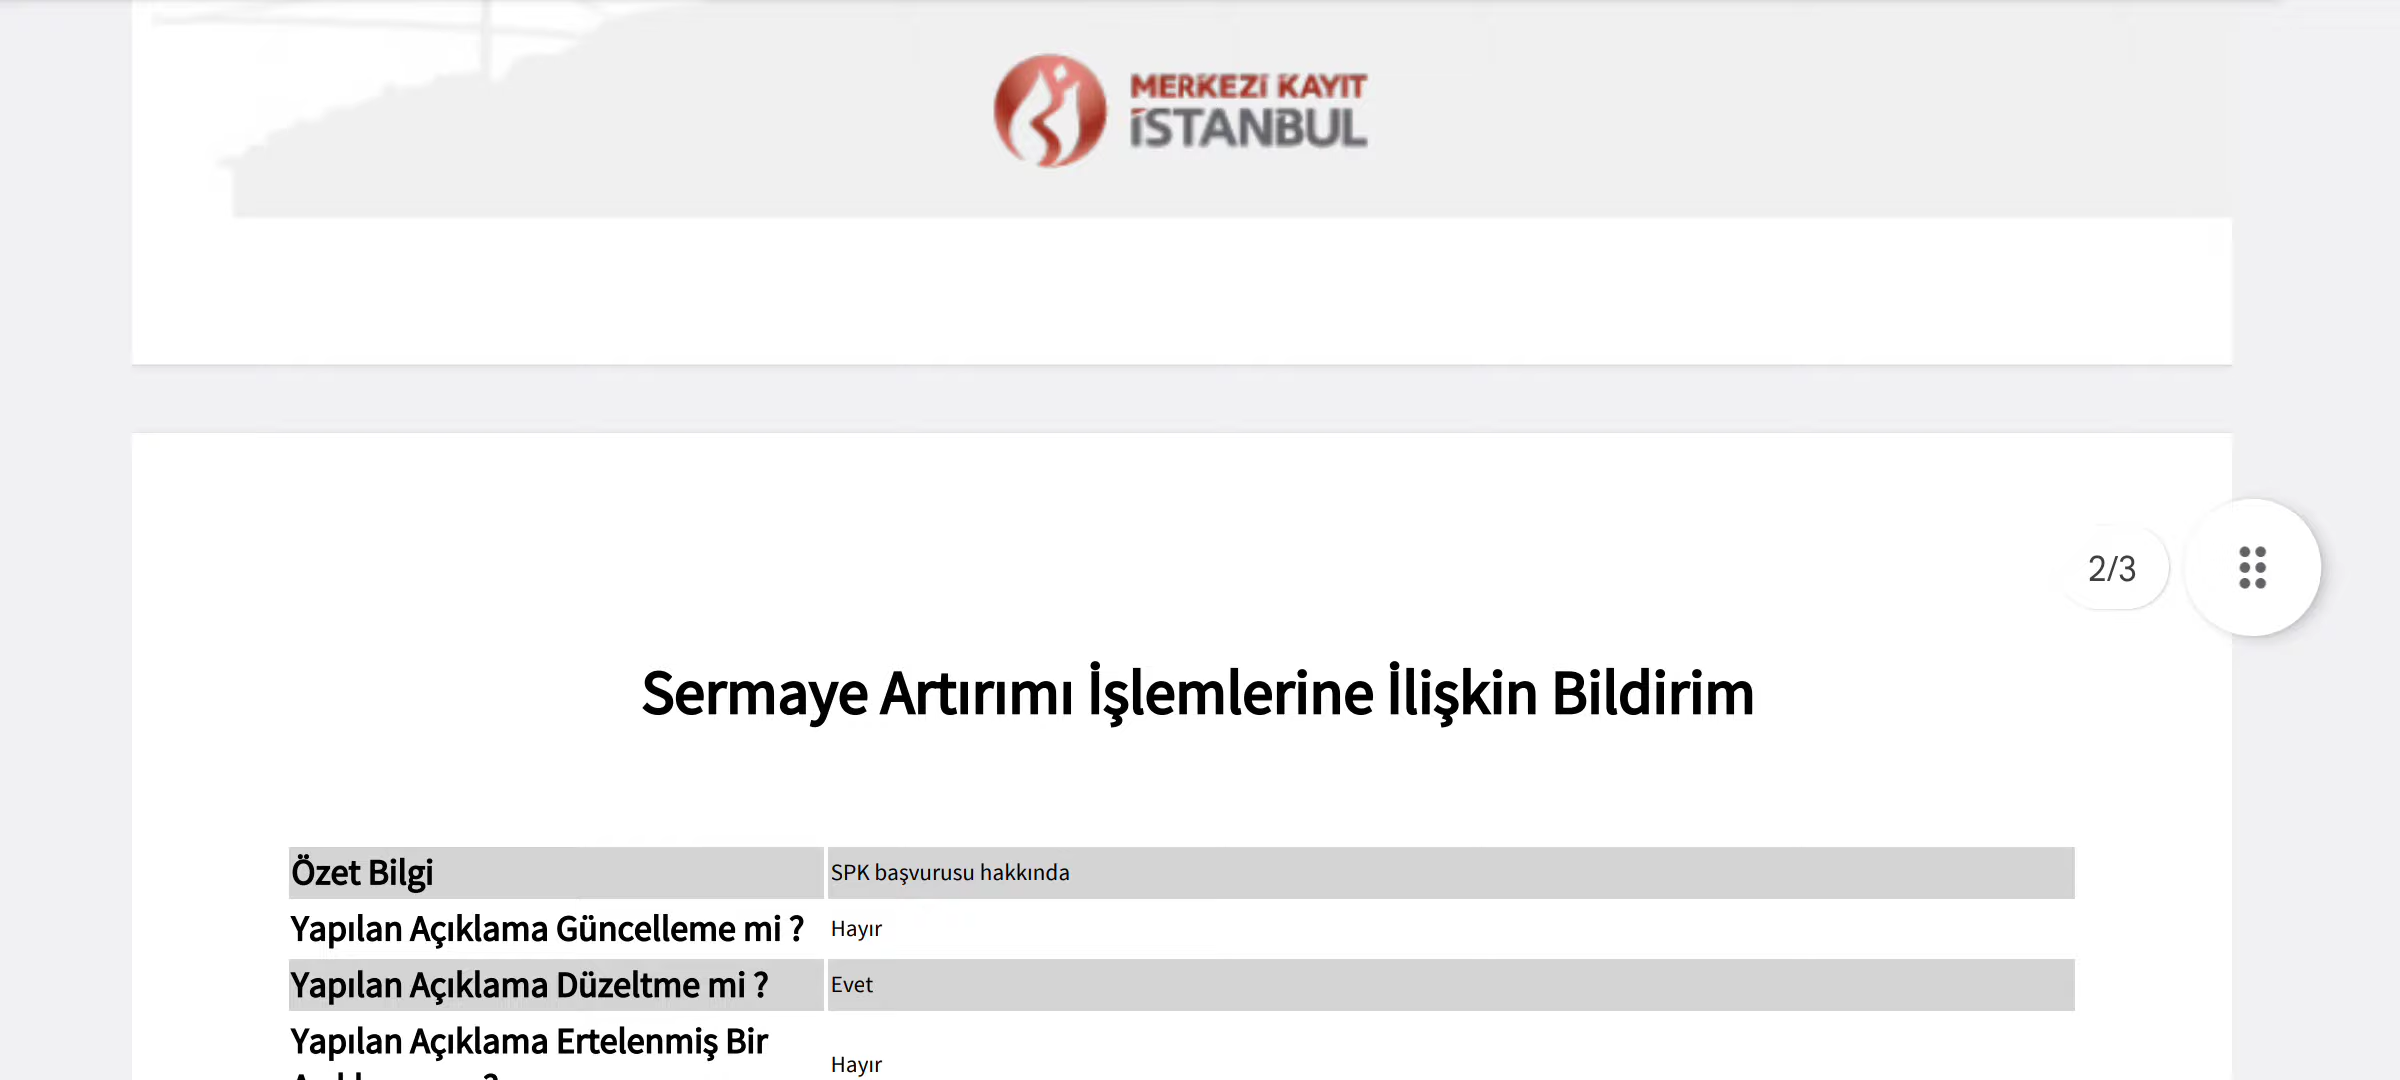 MERKEZİ KAYIT
İSTANBUL
2/3
Sermaye Artırımı İşlemlerine İlişkin Bildirim
Özet Bilgi SPK başvurusu hakkında
Yapılan Açıklama Güncelleme mi ? Hayır
Yapılan Açıklama Düzeltme mi ? Evet
Yapılan Açıklama Ertelenmiş Bir
Hayır